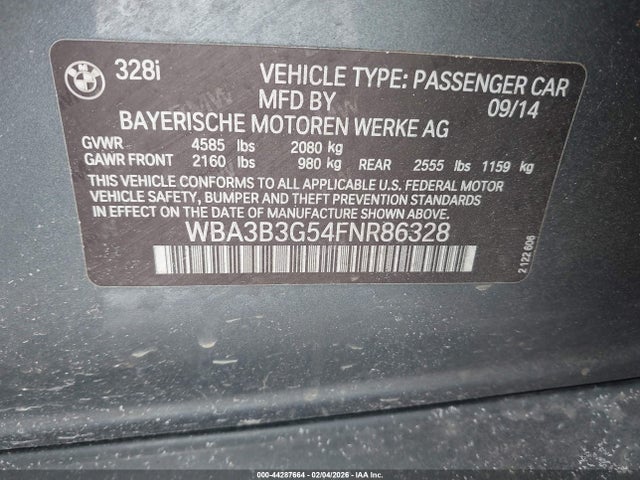 BMW
328i
VEHICLE TYPE: PASSENGER CAR
MFD BY 09/14
BAYERISCHE MOTOREN WERKE AG
GVWR 4585 lbs 2080 kg
GAWR FRONT 2160 lbs 980 kg REAR 2555 lbs 1159 kg
THIS VEHICLE CONFORMS TO ALL APPLICABLE U.S. FEDERAL MOTOR
VEHICLE SAFETY, BUMPER AND THEFT PREVENTION STANDARDS
IN EFFECT ON THE DATE OF MANUFACTURE SHOWN ABOVE.
WBA3B3G54FNR86328
2 122 606
000-44287664 - 02/04/2026 - IAA Inc.